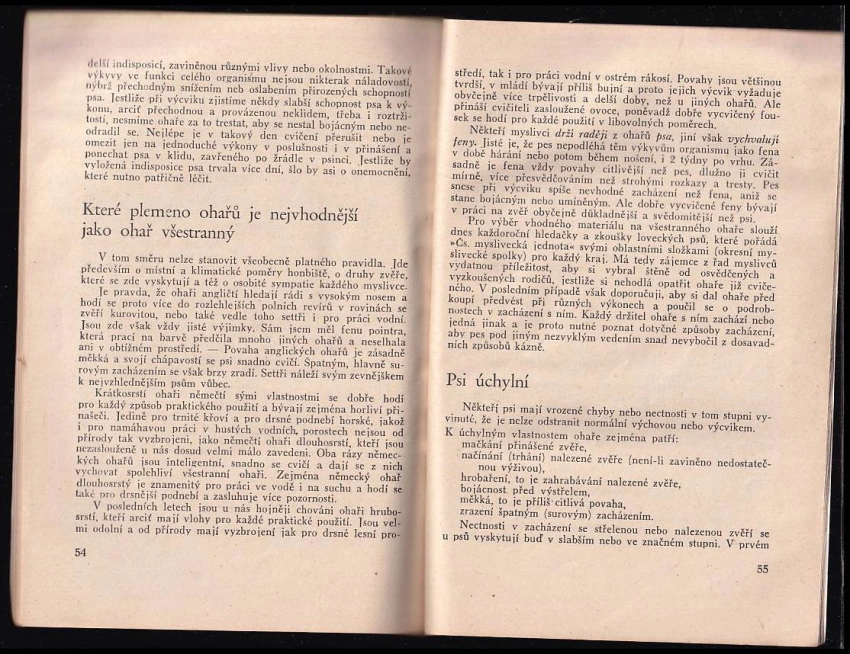 delší indisposicí, zaviněnou různými vlivy nebo okolnostmi. Takové
výkyvy ve funkci celého organismu nejsou nikterak náladovostí,
nýbrž přechodným snížením neb oslabením přirozených schopností
psa. Jestliže při výcviku zjistíme někdy slabší schopnost psa k vý-
konu, arciť přechodnou a provázenou neklidem, třeba i roztrži-
tostí, nesmíme ohaře za to trestat, aby se nestal bojácným nebo ne-
odradil se. Nejlépe je v takový den cvičení přerušit nebo je
omezit jen na jednoduché výkony v poslušnosti i v přinášení a
ponechat psa v klidu, zavřeného po žrádle v psinci. Jestliže by
vyložená indisposice psa trvala více dní, šlo by asi o onemocnění,
které nutno patřičně léčit.
Které plemeno ohařů je nejvhodnější
jako ohař všestranný
V tom směru nelze stanovit všeobecně platného pravidla. Jde
především o místní a klimatické poměry honbiště, o druhy zvěře,
které se zde vyskytují a též o osobité sympatie každého myslivce.
Je pravda, že ohaři angličtí hledají rádi s vysokým nosem a
hodí se proto více do rozlehlejších polních revírů v rovinách se
zvěří kurovitou, nebo také vedle toho settři i pro práci vodní.
Jsou zde však vždy jisté výjimky. Sám jsem měl fenu pointra,
která prací na barvě předčila mnoho jiných ohařů a neselhala
ani v obtížném prostředí. — Povaha anglických ohařů je zásadně
měkká a svojí chápavostí se psi snadno cvičí. Špatným, hlavně su-
rovým zacházením se však brzy zradí. Settři náleží svým zevnějškem
k nejvzhlednějším psům vůbec.
Krátkosrstí ohaři němečtí svými vlastnostmi se dobře hodí
pro každý způsob praktického použití a bývají zejména horliví při-
našeči. Jedině pro trnité křoví a pro drsné podnebí horské, jakož
i pro namáhavou práci v hustých vodních porostech nejsou od
přírody tak vyzbrojeni, jako němečtí ohaři dlouhosrstí, kteří jsou
nezaslouženě u nás dosud velmi málo zavedeni. Oba rázy němec-
kých ohařů jsou inteligentní, snadno se cvičí a dají se z nich
vychovat spolehliví všestranní ohaři. Zejména německý ohař
dlouhosrstý je znamenitý pro práce ve vodě i na suchu a hodí se
také pro drsnější podnebí a zasluhuje více pozornosti.
V posledních letech jsou u nás hojněji chováni ohaři hrubo-
srstí, kteří arciť mají vlohy pro každé praktické použití. Jsou vel-
mi odolní a od přírody mají vyzbrojení jak pro drsné lesní pro-
54
středí, tak i pro práci vodní v ostrém rákosí. Povahy jsou většinou
tvrdší, v mládí bývají příliš bujní a proto jejich výcvik vyžaduje
obyčejně více trpělivosti a delší doby, než u jiných ohařů. Ale
přináší cvičiteli zasloužené ovoce, poněvadž dobře vycvičený fou-
sek se hodí pro každé použití v libovolných poměrech.
Někteří myslivci drží raději z ohařů psa, jiní však vychvalují
feny. Jisté je, že pes nepodléhá těm výkyvům organismu jako fena
v době hárání nebo potom během nošení, i 2 týdny po vrhu. Zá-
sadně je fena vždy povahy citlivější než pes, dlužno ji cvičit
mírně, více přesvědčováním než strohými rozkazy a tresty. Pes
snese při výcviku spíše nevhodné zacházení než fena, aniž se
stane bojácným nebo umíněným. Ale dobře vycvičené feny bývají
v práci na zvěř obyčejně důkladnější a svědomitější než psi.
Pro výběr vhodného materiálu na všestranného ohaře slouží
dnes každoroční hledačky a zkoušky loveckých psů, které pořádá
»Čs. myslivecká jednota« svými oblastními složkami (okresní my-
slivecké spolky) pro každý kraj. Má tedy zájemce z řad myslivců
vydatnou příležitost, aby si vybral štěně od osvědčených a
vyzkoušených rodičů, jestliže si nehodlá opatřit ohaře již cviče-
ného. V posledním případě však doporučuji, aby si dal ohaře před
koupí předvést při různých výkonech a poučil se o podrob-
nostech v zacházení s ním. Každý držitel ohaře s ním zachází nebo
jedná jinak a je proto nutné poznat dotyčné způsoby zacházení,
aby pes pod jiným nezvyklým vedením snad nevybočil z dosavad-
ních způsobů kázně.
Psi úchylní
Někteří psi mají vrozené chyby nebo nectnosti v tom stupni vy-
vinuté, že je nelze odstranit normální výchovou nebo výcvikem.
K úchylným vlastnostem ohaře zejména patří:
mačkání přinášené zvěře,
načínání (trhání) nalezené zvěře (není-li zaviněno nedostateč-
nou výživou),
hrobaření, to je zahrabávání nalezené zvěře,
bojácnost před výstřelem,
měkká, to je příliš citlivá povaha,
zrazení špatným (surovým) zacházením.
Nectnosti v zacházení se střelenou nebo nalezenou zvěří se
u psů vyskytují buď v slabším nebo ve značném stupni. V prvém
55